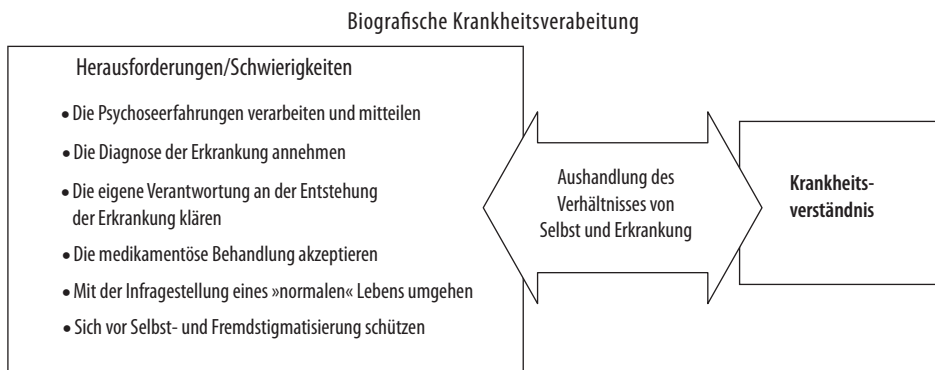 Biografische Krankheitsverabeitung
Herausforderungen/Schwierigkeiten
• Die Psychoseerfahrungen verarbeiten und mitteilen
• Die Diagnose der Erkrankung annehmen
• Die eigene Verantwortung an der Entstehung
der Erkrankung klären
• Die medikamentöse Behandlung akzeptieren
• Mit der Infragestellung eines »normalen« Lebens umgehen
• Sich vor Selbst- und Fremdstigmatisierung schützen
Aushandlung des
Verhältnisses von
Selbst und Erkrankung
Krankheits-
verständnis